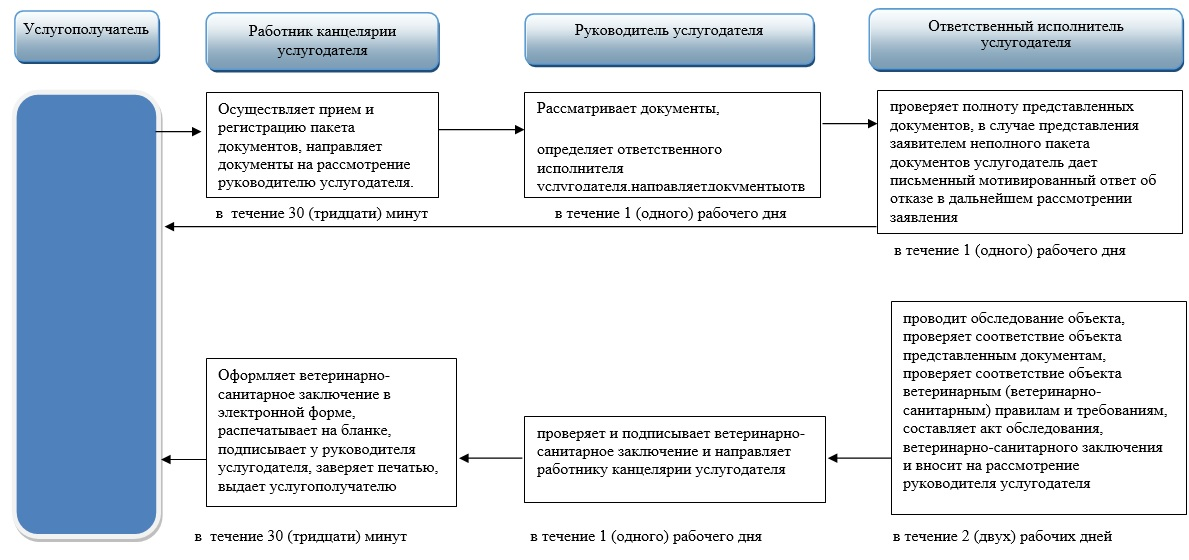 Услугополучатель
Работник канцелярии
услугодателя
Руководитель услугодателя
Ответственный исполнитель
услугодателя
Осуществляет прием и
регистрацию пакета
документов, направляет
документы на рассмотрение
руководителю услугодателя.
в течение 30 (тридцати) минут
Рассматривает документы,
определяет ответственного
исполнителя
услугодателя,направляетдокументыотв
в течение 1 (одного) рабочего дня
проверяет полноту представленных
документов, в случае представления
заявителем неполного пакета
документов услугодатель дает
письменный мотивированный ответ об
отказе в дальнейшем рассмотрении
заявления
в течение 1 (одного) рабочего дня
проводит обследование объекта,
проверяет соответствие объекта
представленным документам,
проверяет соответствие объекта
ветеринарным (ветеринарно-
санитарным) правилам и требованиям,
составляет акт обследования,
ветеринарно-санитарного заключения
и вносит на рассмотрение
руководителя услугодателя
в течение 2 (двух) рабочих дней
проверяет и подписывает ветеринарно-
санитарное заключение и направляет
работнику канцелярии услугодателя
в течение 1 (одного) рабочего дня
Оформляет ветеринарно-
санитарное заключение в
электронной форме,
распечатывает на бланке,
подписывает у руководителя
услугодателя, заверяет печатью,
выдает услугополучателю
в течение 30 (тридцати) минут